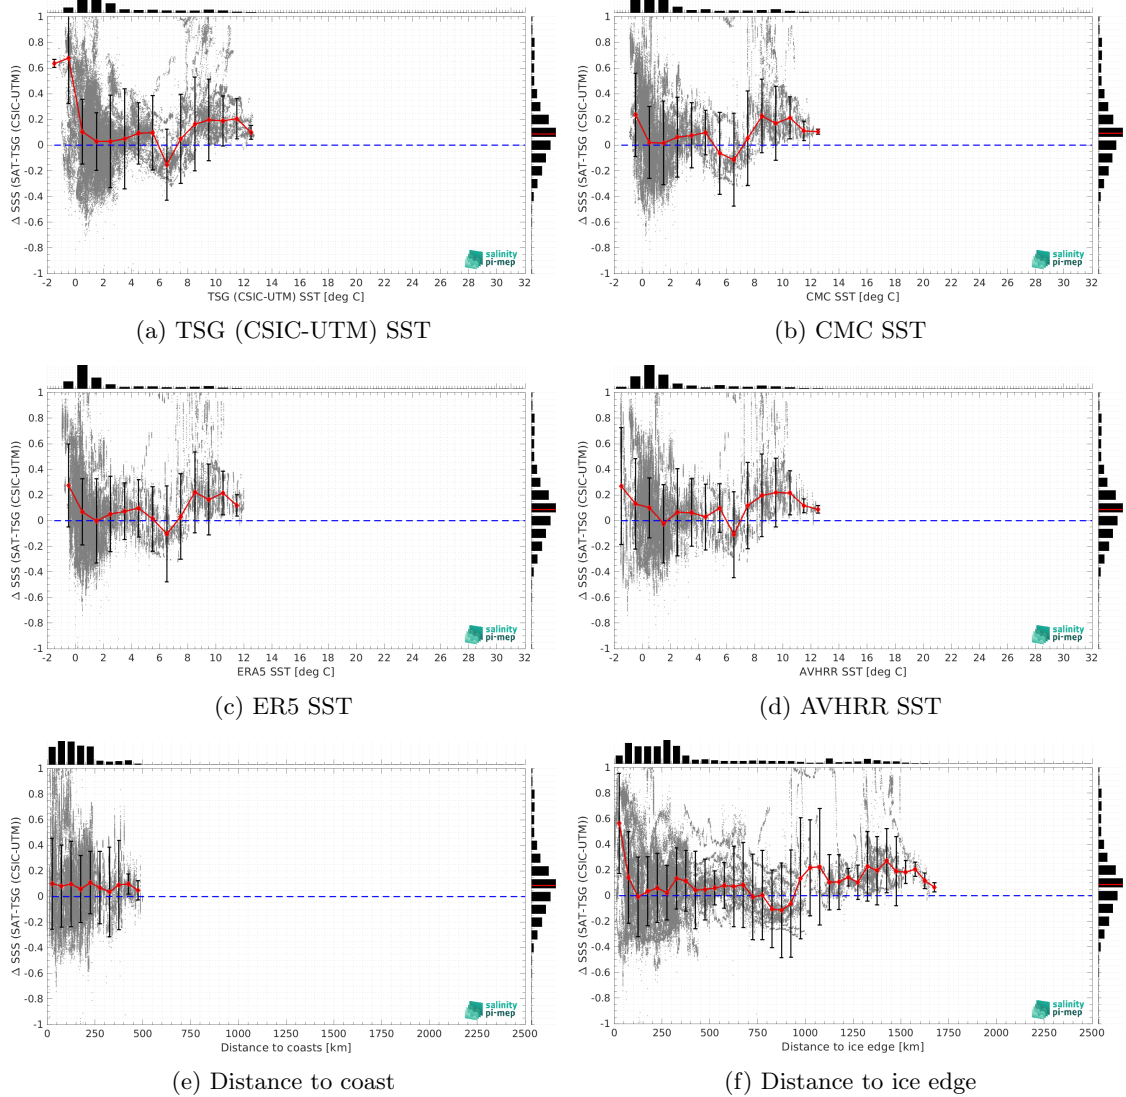 1
0.8
0.6
0.4
0.2
0
0.2
0.4
0.6
0.8
-1
Δ SSS (SAT-TSG (CSIC-UTM))
-2 0 2 4 6 8 10 12 14 16 18 20 22 24 26 28 30 32
TSG (CSIC-UTM) SST [deg C]
salinity
pi-mep
(a) TSG (CSIC-UTM) SST
1
0.8
0.6
0.4
0.2
0
-0.2
-0.4
-0.6
-0.8
-1
Δ SSS (SAT-TSG (CSIC-UTM))
-2 0 2 4 6 8 10 12 14 16 18 20 22 24 26 28 30 32
CMC SST [deg C]
salinity
pi-mep
(b) CMC SST
1
0.8
0.6
0.4
0.2
0
-0.2
-0.4
-0.6
-0.8
-1
Δ SSS (SAT-TSG (CSIC-UTM))
-2 0 2 4 6 8 10 12 14 16 18 20 22 24 26 28 30 32
ERA5 SST [deg C]
salinity
pi-mep
(c) ER5 SST
1
0.8
0.6
0.4
0.2
0
-0.2
-0.4
-0.6
-0.8
-1
Δ SSS (SAT-TSG (CSIC-UTM))
-2 0 2 4 6 8 10 12 14 16 18 20 22 24 26 28 30 32
AVHRR SST [deg C]
salinity
pi-mep
(d) AVHRR SST
1
0.8
0.6
0.4
0.2
0
-0.2
-0.4
-0.6
-0.8
-1
Δ SSS (SAT-TSG (CSIC-UTM))
0 250 500 750 1000 1250 1500 1750 2000 2250 2500
Distance to coasts [km]
salinity
pi-mep
(e) Distance to coast
1
0.8
0.6
0.4
0.2
0
-0.2
-0.4
-0.6
-0.8
-1
Δ SSS (SAT-TSG (CSIC-UTM))
0 250 500 750 1000 1250 1500 1750 2000 2250 2500
Distance to ice edge [km]
salinity
pi-mep
(f) Distance to ice edge